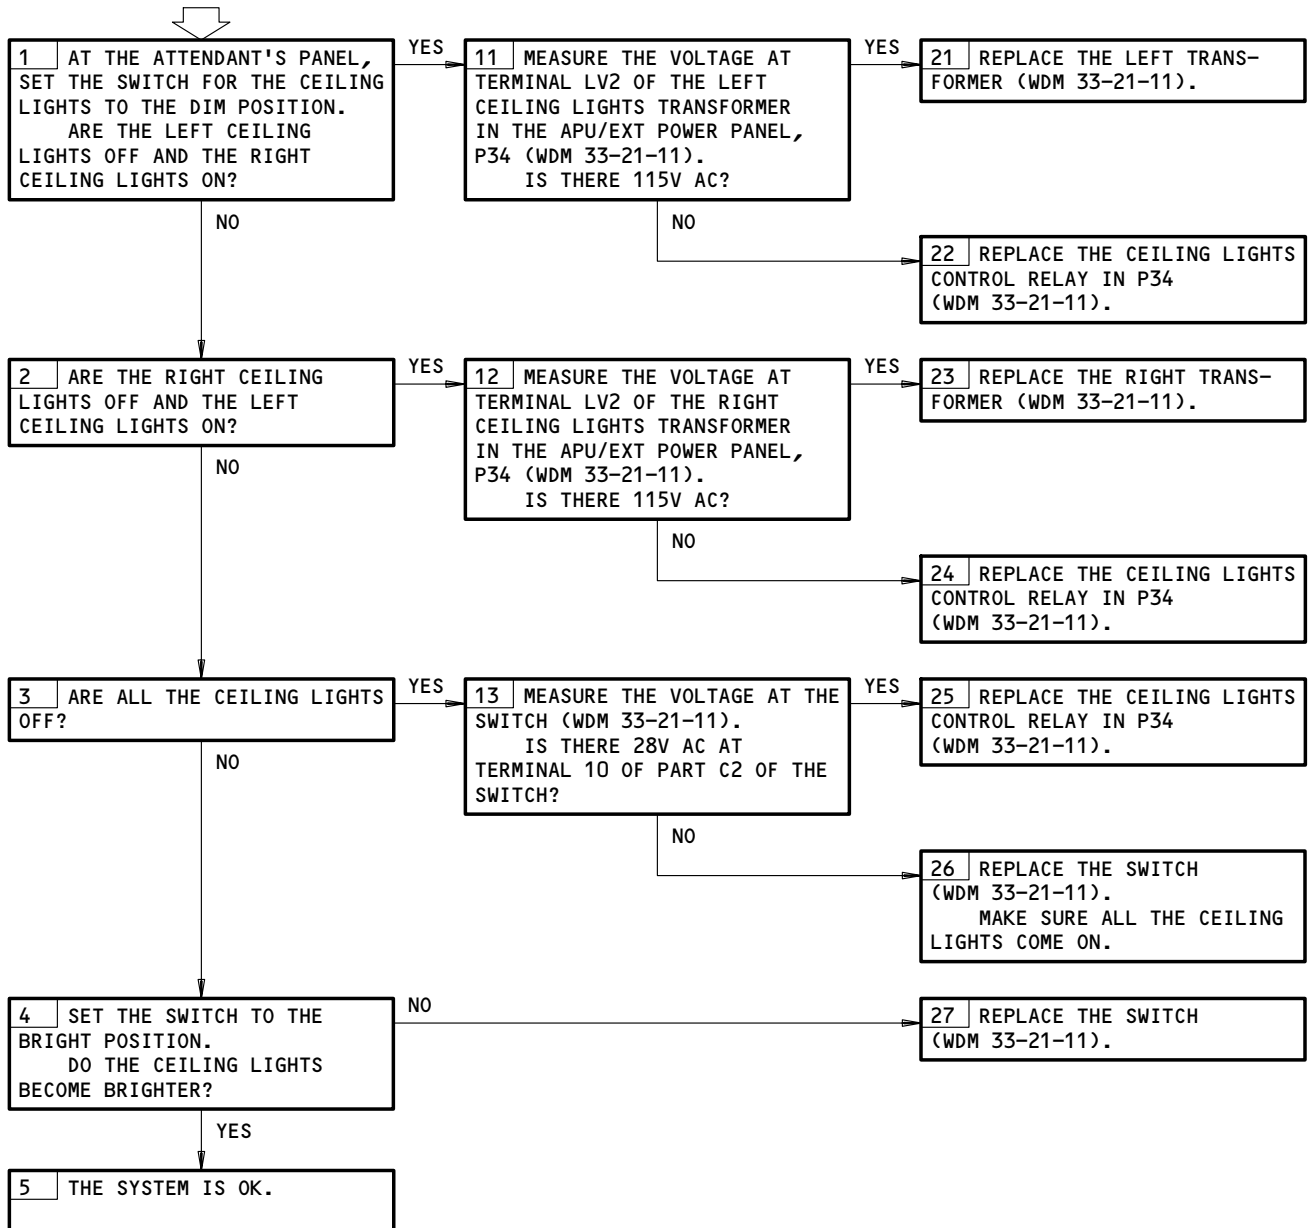 1 AT THE ATTENDANT'S PANEL,
SET THE SWITCH FOR THE CEILING
LIGHTS TO THE DIM POSITION.
ARE THE LEFT CEILING
LIGHTS OFF AND THE RIGHT
CEILING LIGHTS ON?
YES
11 MEASURE THE VOLTAGE AT
TERMINAL LV2 OF THE LEFT
CEILING LIGHTS TRANSFORMER
IN THE APU/EXT POWER PANEL,
P34 (WDM 33-21-11).
IS THERE 115V AC?
YES
21 REPLACE THE LEFT TRANS-
FORMER (WDM 33-21-11).
NO
NO
22 REPLACE THE CEILING LIGHTS
CONTROL RELAY IN P34
(WDM 33-21-11).
2 ARE THE RIGHT CEILING
LIGHTS OFF AND THE LEFT
CEILING LIGHTS ON?
YES
12 MEASURE THE VOLTAGE AT
TERMINAL LV2 OF THE RIGHT
CEILING LIGHTS TRANSFORMER
IN THE APU/EXT POWER PANEL,
P34 (WDM 33-21-11).
IS THERE 115V AC?
YES
23 REPLACE THE RIGHT TRANS-
FORMER (WDM 33-21-11).
NO
NO
24 REPLACE THE CEILING LIGHTS
CONTROL RELAY IN P34
(WDM 33-21-11).
3 ARE ALL THE CEILING LIGHTS
OFF?
YES
13 MEASURE THE VOLTAGE AT THE
SWITCH (WDM 33-21-11).
IS THERE 28V AC AT
TERMINAL 10 OF PART C2 OF THE
SWITCH?
YES
25 REPLACE THE CEILING LIGHTS
CONTROL RELAY IN P34
(WDM 33-21-11).
NO
NO
26 REPLACE THE SWITCH
(WDM 33-21-11).
MAKE SURE ALL THE CEILING
LIGHTS COME ON.
4 SET THE SWITCH TO THE
BRIGHT POSITION.
DO THE CEILING LIGHTS
BECOME BRIGHTER?
NO
27 REPLACE THE SWITCH
(WDM 33-21-11).
YES
5 THE SYSTEM IS OK.